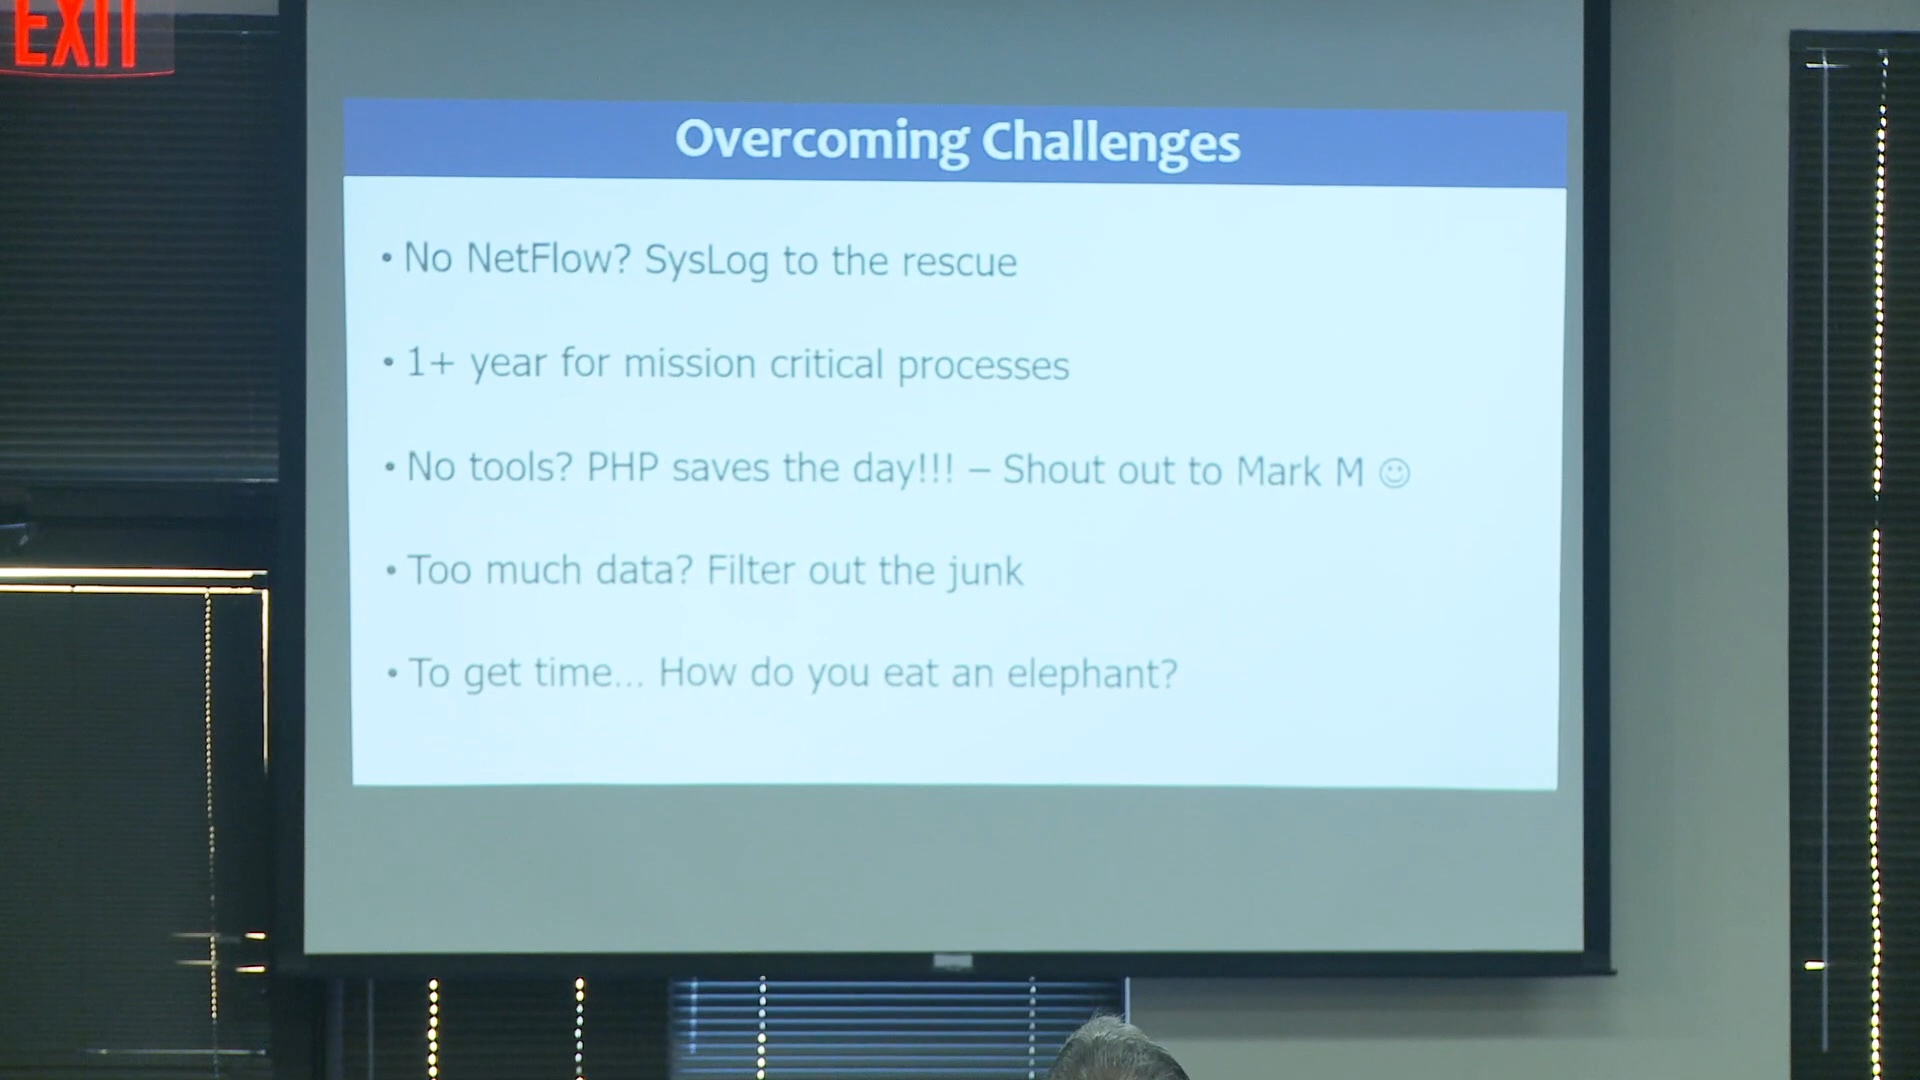 EXIT
Overcoming Challenges
• No NetFlow? SysLog to the rescue
• 1+ year for mission critical processes
• No tools? PHP saves the day!!! – Shout out to Mark M ☺
• Too much data? Filter out the junk
• To get time... How do you eat an elephant?